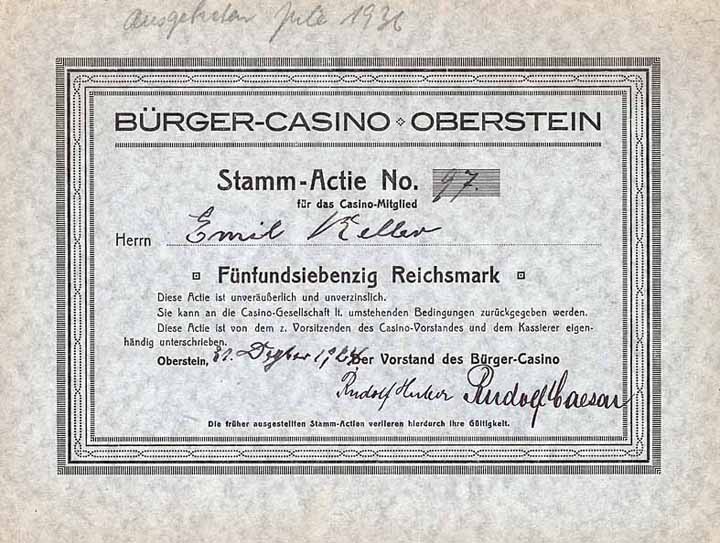 ausgetreten Juli 1936
BÜRGER-CASINO ⋄ OBERSTEIN
Stamm-Actie No. 97.
für das Casino-Mitglied
Herrn Emil Keller
Fünfundsiebenzig Reichsmark
Diese Actie ist unveräußerlich und unverzinslich.
Sie kann an die Casino-Gesellschaft lt. umstehenden Bedingungen zurückgegeben werden.
Diese Actie ist von dem z. Vorsitzenden des Casino-Vorstandes und dem Kassierer eigen-
händig unterschrieben.
Oberstein, 31. Dezber Der Vorstand des Bürger-Casino
Rudolf Rudolf Caesar
Die früher ausgestellten Stamm-Actien verlieren hierdurch ihre Gültigkeit.